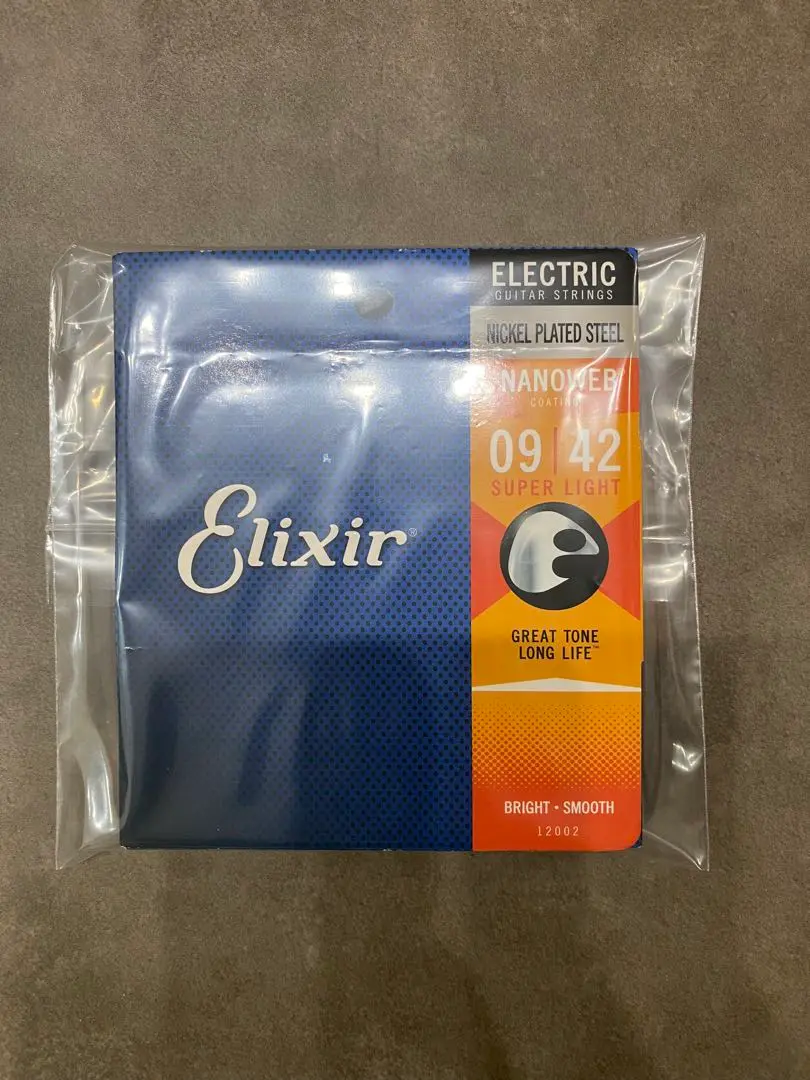 ELECTRIC
GUITAR STRINGS
NICKEL PLATED STEEL
NANOWEB
COATING
09 | 42
SUPER LIGHT
Elixir®
GREAT TONE
LONG LIFE™
BRIGHT • SMOOTH
12002